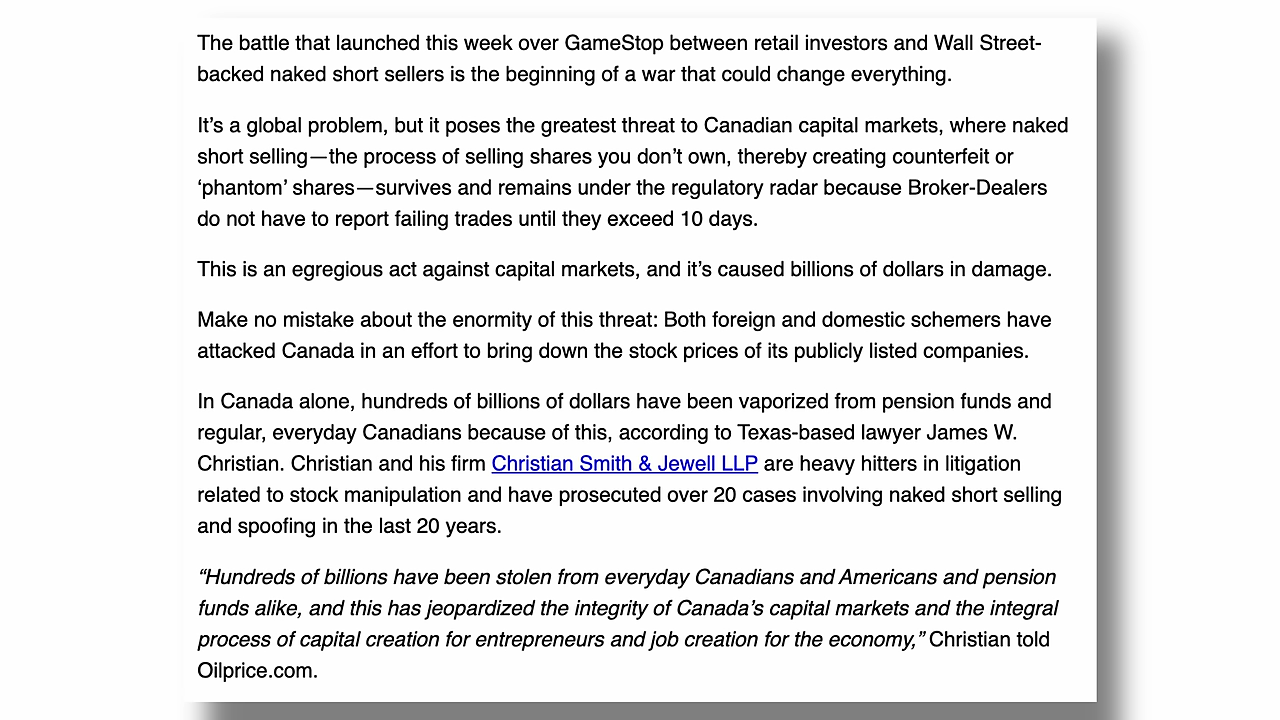 The battle that launched this week over GameStop between retail investors and Wall Street-
backed naked short sellers is the beginning of a war that could change everything.
It’s a global problem, but it poses the greatest threat to Canadian capital markets, where naked
short selling—the process of selling shares you don’t own, thereby creating counterfeit or
‘phantom’ shares—survives and remains under the regulatory radar because Broker-Dealers
do not have to report failing trades until they exceed 10 days.
This is an egregious act against capital markets, and it’s caused billions of dollars in damage.
Make no mistake about the enormity of this threat: Both foreign and domestic schemers have
attacked Canada in an effort to bring down the stock prices of its publicly listed companies.
In Canada alone, hundreds of billions of dollars have been vaporized from pension funds and
regular, everyday Canadians because of this, according to Texas-based lawyer James W.
Christian. Christian and his firm Christian Smith & Jewell LLP are heavy hitters in litigation
related to stock manipulation and have prosecuted over 20 cases involving naked short selling
and spoofing in the last 20 years.
“Hundreds of billions have been stolen from everyday Canadians and Americans and pension
funds alike, and this has jeopardized the integrity of Canada’s capital markets and the integral
process of capital creation for entrepreneurs and job creation for the economy,” Christian told
Oilprice.com.